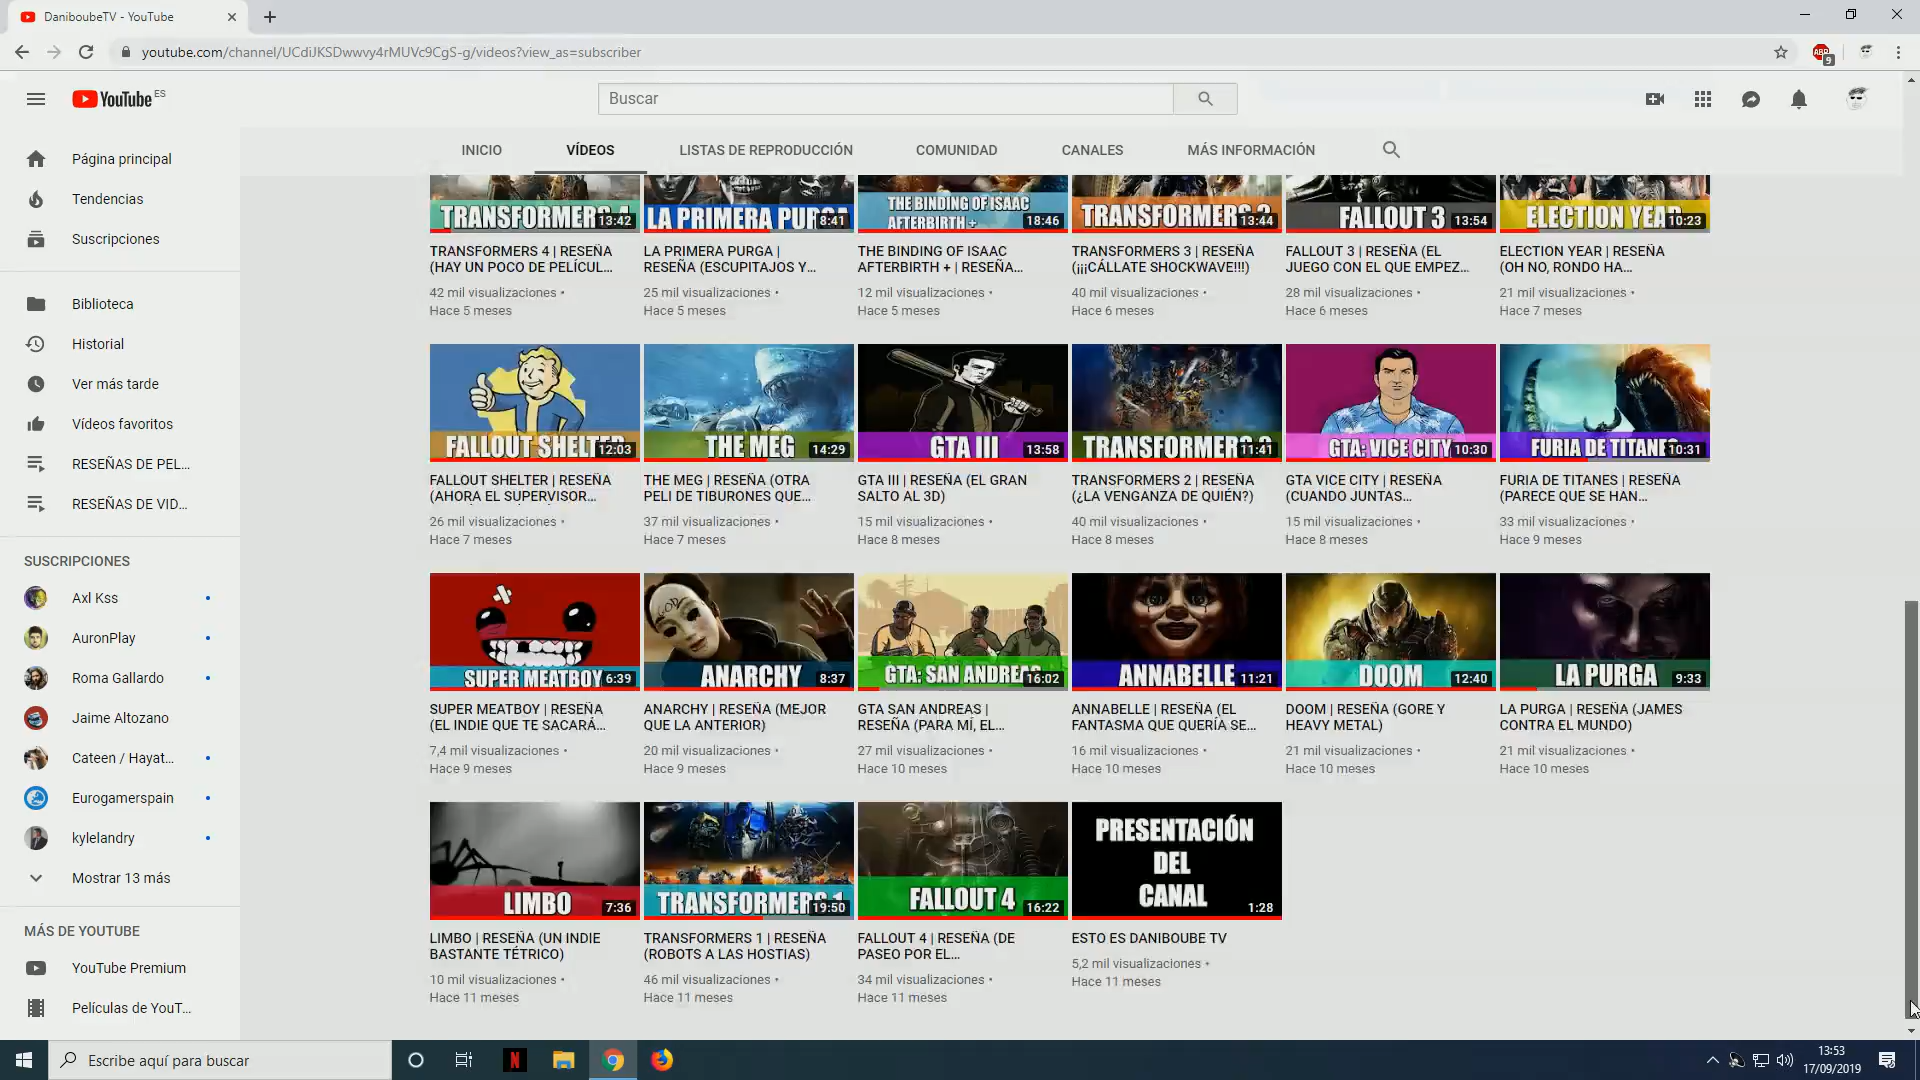 DaniboubeTV - YouTube
youtube.com/channel/UCdiJKSDwwvy4rMUVc9CgS-g/videos?view_as=subscriber
ABP
9
YouTube ES
Buscar
INICIO
VÍDEOS
LISTAS DE REPRODUCCIÓN
COMUNIDAD
CANALES
MÁS INFORMACIÓN
Página principal
Tendencias
Suscripciones
Biblioteca
Historial
Ver más tarde
Vídeos favoritos
RESEÑAS DE PEL...
RESEÑAS DE VID...
SUSCRIPCIONES
Axl Kss
AuronPlay
Roma Gallardo
Jaime Altozano
Cateen / Hayat...
Eurogamerspain
kylelandry
Mostrar 13 más
MÁS DE YOUTUBE
YouTube Premium
Películas de YouT...
TRANSFORMERS 4 13:42
TRANSFORMERS 4 | RESEÑA
(HAY UN POCO DE PELÍCUL...
42 mil visualizaciones •
Hace 5 meses
LA PRIMERA PURGA 8:41
LA PRIMERA PURGA |
RESEÑA (ESCUPITAJOS Y...
25 mil visualizaciones •
Hace 5 meses
THE BINDING OF ISAAC
AFTERBIRTH + 18:46
THE BINDING OF ISAAC
AFTERBIRTH + | RESEÑA...
12 mil visualizaciones •
Hace 5 meses
TRANSFORMERS 3 13:44
TRANSFORMERS 3 | RESEÑA
(¡¡¡CÁLLATE SHOCKWAVE!!!)
40 mil visualizaciones •
Hace 6 meses
FALLOUT 3 13:54
FALLOUT 3 | RESEÑA (EL
JUEGO CON EL QUE EMPEZ...
28 mil visualizaciones •
Hace 6 meses
ELECTION YEAR 10:23
ELECTION YEAR | RESEÑA
(OH NO, RONDO HA...
21 mil visualizaciones •
Hace 7 meses
FALLOUT SHELTER 12:03
FALLOUT SHELTER | RESEÑA
(AHORA EL SUPERVISOR...
26 mil visualizaciones •
Hace 7 meses
THE MEG 14:29
THE MEG | RESEÑA (OTRA
PELI DE TIBURONES QUE...
37 mil visualizaciones •
Hace 7 meses
GTA III 13:58
GTA III | RESEÑA (EL GRAN
SALTO AL 3D)
15 mil visualizaciones •
Hace 8 meses
TRANSFORMERS 2 11:41
TRANSFORMERS 2 | RESEÑA
(¿LA VENGANZA DE QUIÉN?)
40 mil visualizaciones •
Hace 8 meses
GTA: VICE CITY 10:30
GTA VICE CITY | RESEÑA
(CUANDO JUNTAS...
15 mil visualizaciones •
Hace 8 meses
FURIA DE TITANES 10:31
FURIA DE TITANES | RESEÑA
(PARECE QUE SE HAN...
33 mil visualizaciones •
Hace 9 meses
SUPER MEATBOY 6:39
SUPER MEATBOY | RESEÑA
(EL INDIE QUE TE SACARÁ...
7,4 mil visualizaciones •
Hace 9 meses
GOD
ANARCHY 8:37
ANARCHY | RESEÑA (MEJOR
QUE LA ANTERIOR)
20 mil visualizaciones •
Hace 9 meses
GTA: SAN ANDREAS 16:02
GTA SAN ANDREAS |
RESEÑA (PARA MÍ, EL...
27 mil visualizaciones •
Hace 10 meses
ANNABELLE 11:21
ANNABELLE | RESEÑA (EL
FANTASMA QUE QUERÍA SE...
16 mil visualizaciones •
Hace 10 meses
DOOM 12:40
DOOM | RESEÑA (GORE Y
HEAVY METAL)
21 mil visualizaciones •
Hace 10 meses
LA PURGA 9:33
LA PURGA | RESEÑA (JAMES
CONTRA EL MUNDO)
21 mil visualizaciones •
Hace 10 meses
LIMBO 7:36
LIMBO | RESEÑA (UN INDIE
BASTANTE TÉTRICO)
10 mil visualizaciones •
Hace 11 meses
TRANSFORMERS 1 19:50
TRANSFORMERS 1 | RESEÑA
(ROBOTS A LAS HOSTIAS)
46 mil visualizaciones •
Hace 11 meses
FALLOUT 4 16:22
FALLOUT 4 | RESEÑA (DE
PASEO POR EL...
34 mil visualizaciones •
Hace 11 meses
PRESENTACIÓN
DEL
CANAL 1:28
ESTO ES DANIBOUBE TV
5,2 mil visualizaciones •
Hace 11 meses
Escribe aquí para buscar
N
13:53
17/09/2019